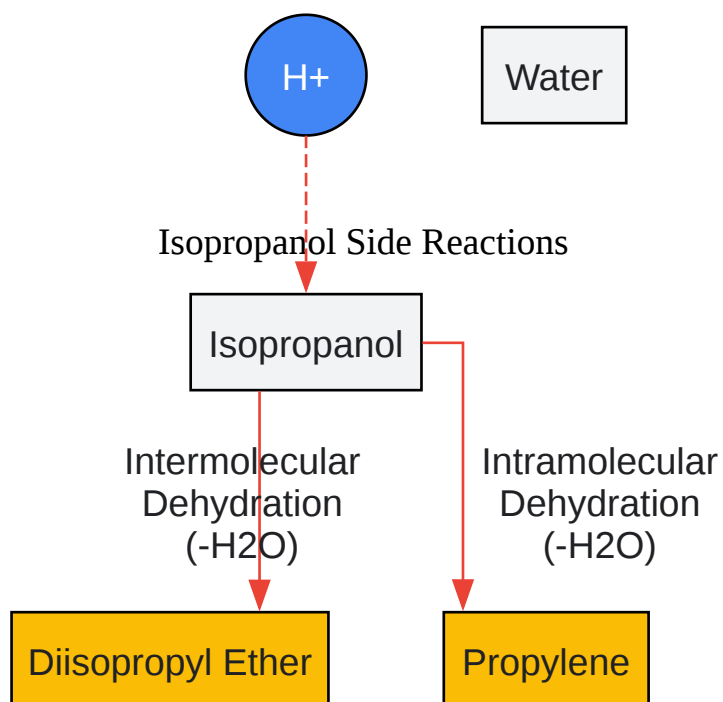 H+
Water
Isopropanol Side Reactions
Isopropanol
Intermolecular
Dehydration
(-H2O)
Intramolecular
Dehydration
(-H2O)
Diisopropyl Ether
Propylene